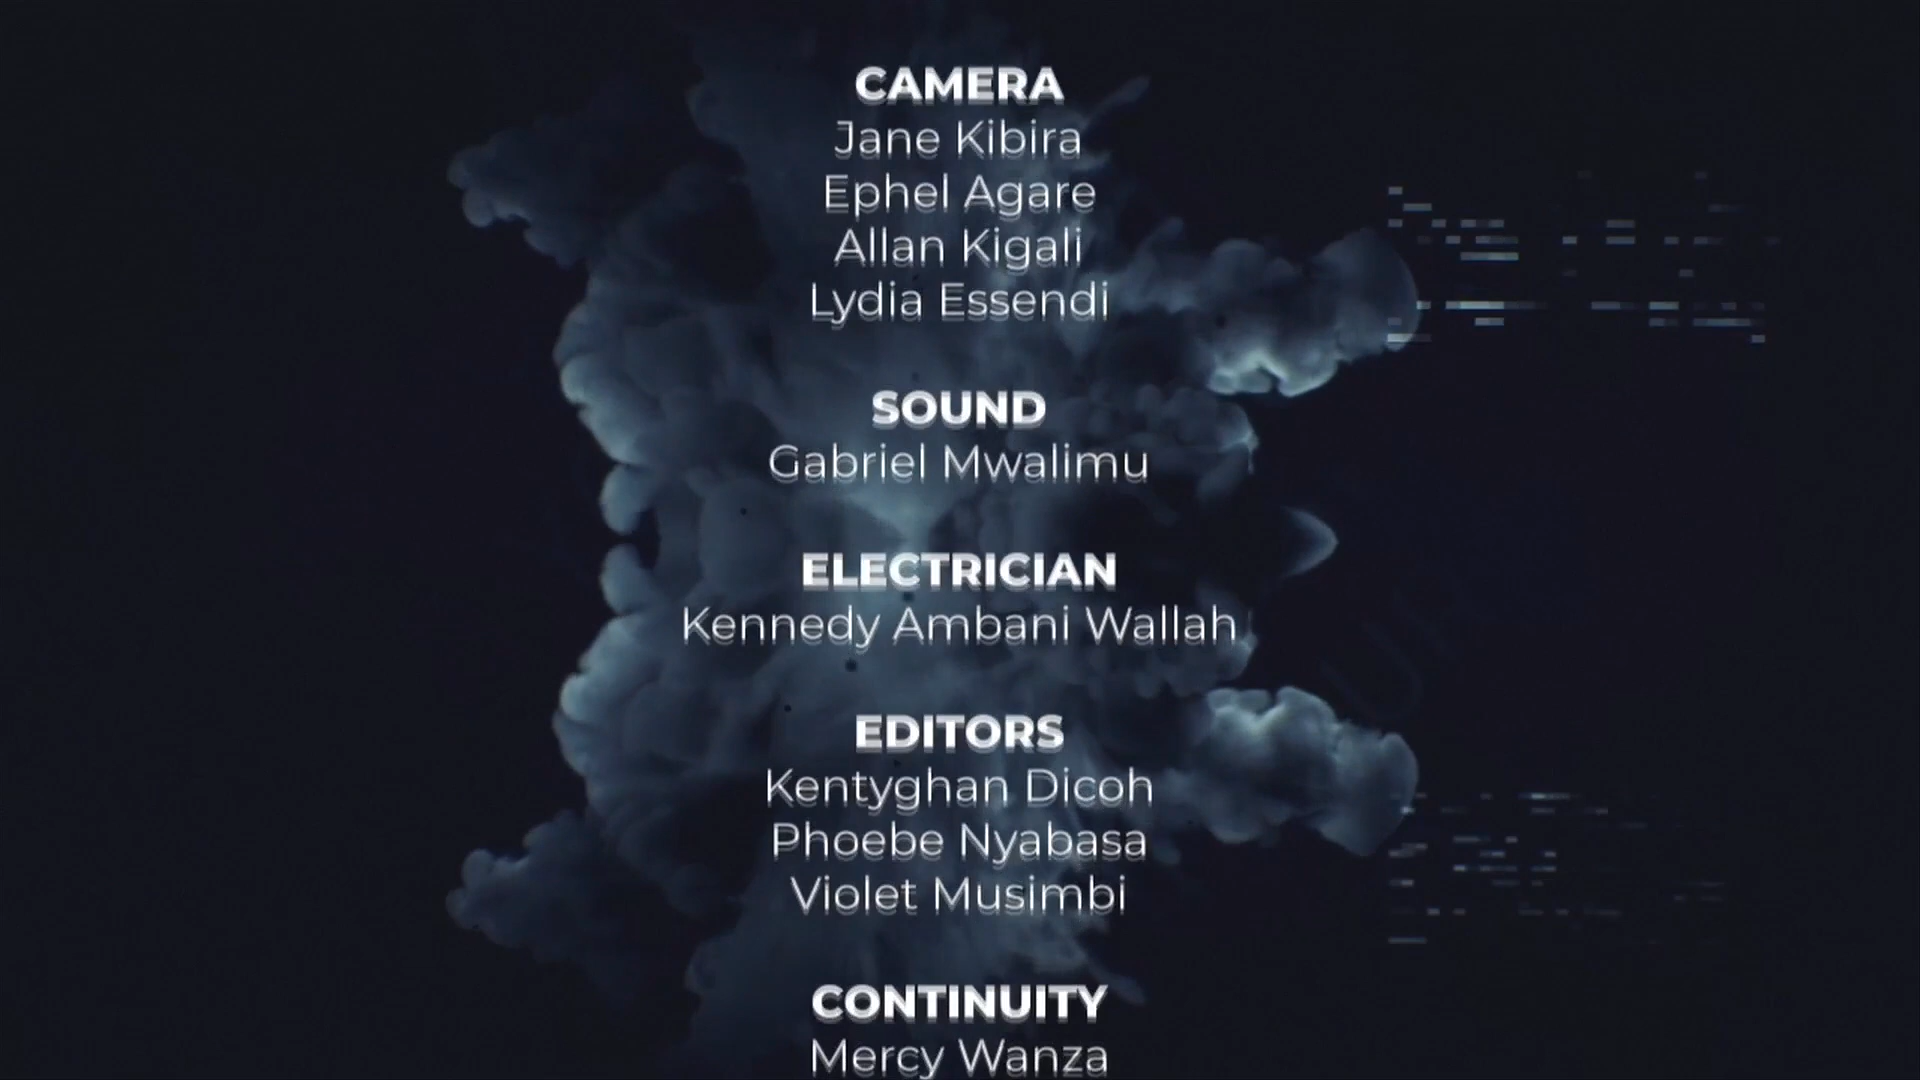 CAMERA
Jane Kibira
Ephel Agare
Allan Kigali
Lydia Essendi
SOUND
Gabriel Mwalimu
ELECTRICIAN
Kennedy Ambani Wallah
EDITORS
Kentyghan Dicoh
Phoebe Nyabasa
Violet Musimbi
CONTINUITY
Mercy Wanza